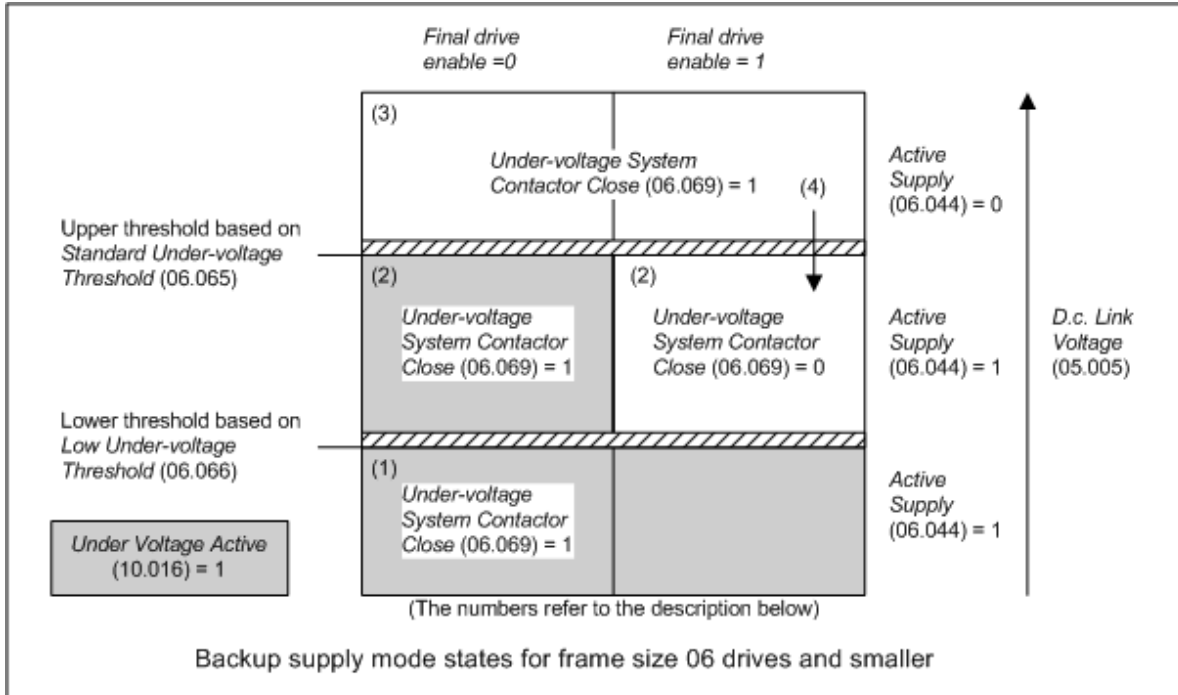 Final drive
enable =0
Final drive
enable = 1
(3)
Under-voltage System
Contactor Close (06.069) = 1
(4)
Active
Supply
(06.044) = 0
Upper threshold based on
Standard Under-voltage
Threshold (06.065)
(2)
Under-voltage
System Contactor
Close (06.069) = 1
(2)
Under-voltage
System Contactor
Close (06.069) = 0
Active
Supply
(06.044) = 1
D.c. Link
Voltage
(05.005)
Lower threshold based on
Low Under-voltage
Threshold (06.066)
(1)
Under-voltage
System Contactor
Close (06.069) = 1
Active
Supply
(06.044) = 1
Under Voltage Active
(10.016) = 1
(The numbers refer to the description below)
Backup supply mode states for frame size 06 drives and smaller